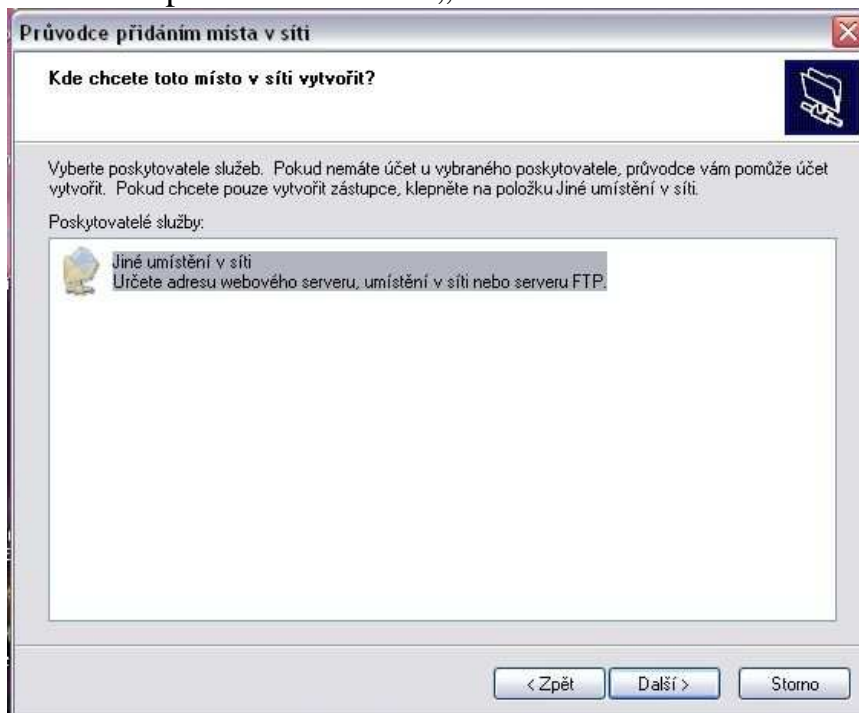 Průvodce přidáním místa v síti
Kde chcete toto místo v síti vytvořit?
Vyberte poskytovatele služeb. Pokud nemáte účet u vybraného poskytovatele, průvodce vám pomůže účet
vytvořit. Pokud chcete pouze vytvořit zástupce, klepněte na položku Jiné umístění v síti.
Poskytovatelé služby:
Jiné umístění v síti
Určete adresu webového serveru, umístění v síti nebo serveru FTP.
< Zpět
Další >
Storno